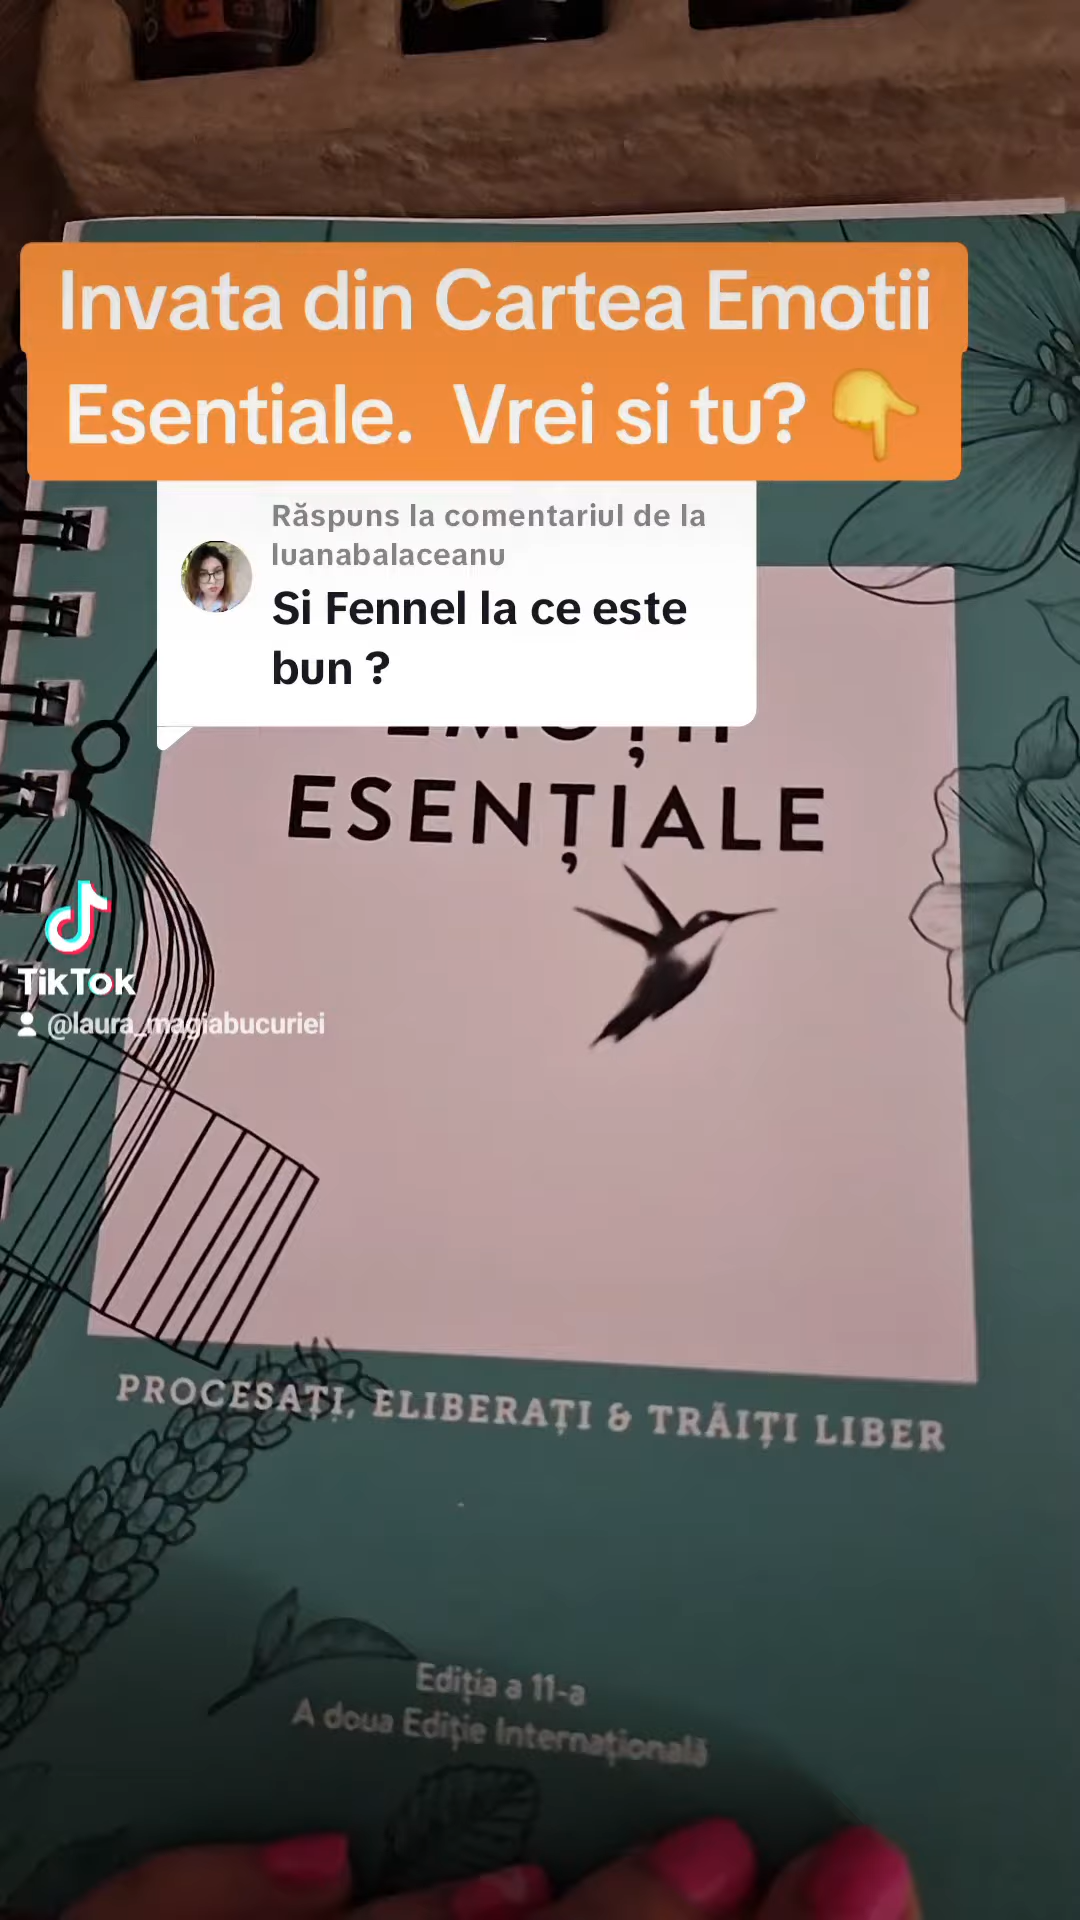 Invata din Cartea Emotii
Esentiale. Vrei si tu? 👇
Răspuns la comentariul de la
luanabalaceanu
Si Fennel la ce este
bun ?
EMOȚII
ESENȚIALE
TikTok
@laura_magiabucuriei
PROCESAȚI, ELIBERAȚI & TRĂIȚI LIBER
Ediția a 11-a
A doua Ediție Internațională